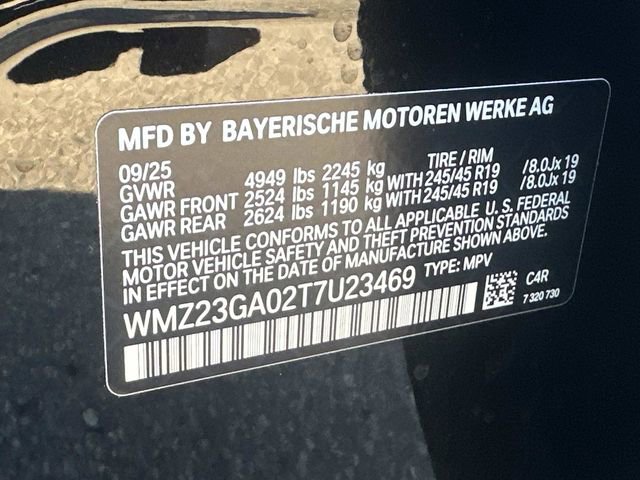 MFD BY BAYERISCHE MOTOREN WERKE AG
09/25 TIRE / RIM
GVWR 4949 lbs 2245 kg
GAWR FRONT 2524 lbs 1145 kg WITH 245/45 R19 /8.0Jx 19
GAWR REAR 2624 lbs 1190 kg WITH 245/45 R19 /8.0Jx 19
THIS VEHICLE CONFORMS TO ALL APPLICABLE U. S. FEDERAL
MOTOR VEHICLE SAFETY AND THEFT PREVENTION STANDARDS
IN EFFECT ON THE DATE OF MANUFACTURE SHOWN ABOVE.
WMZ23GA02T7U23469 TYPE: MPV
C4R
7 320 730